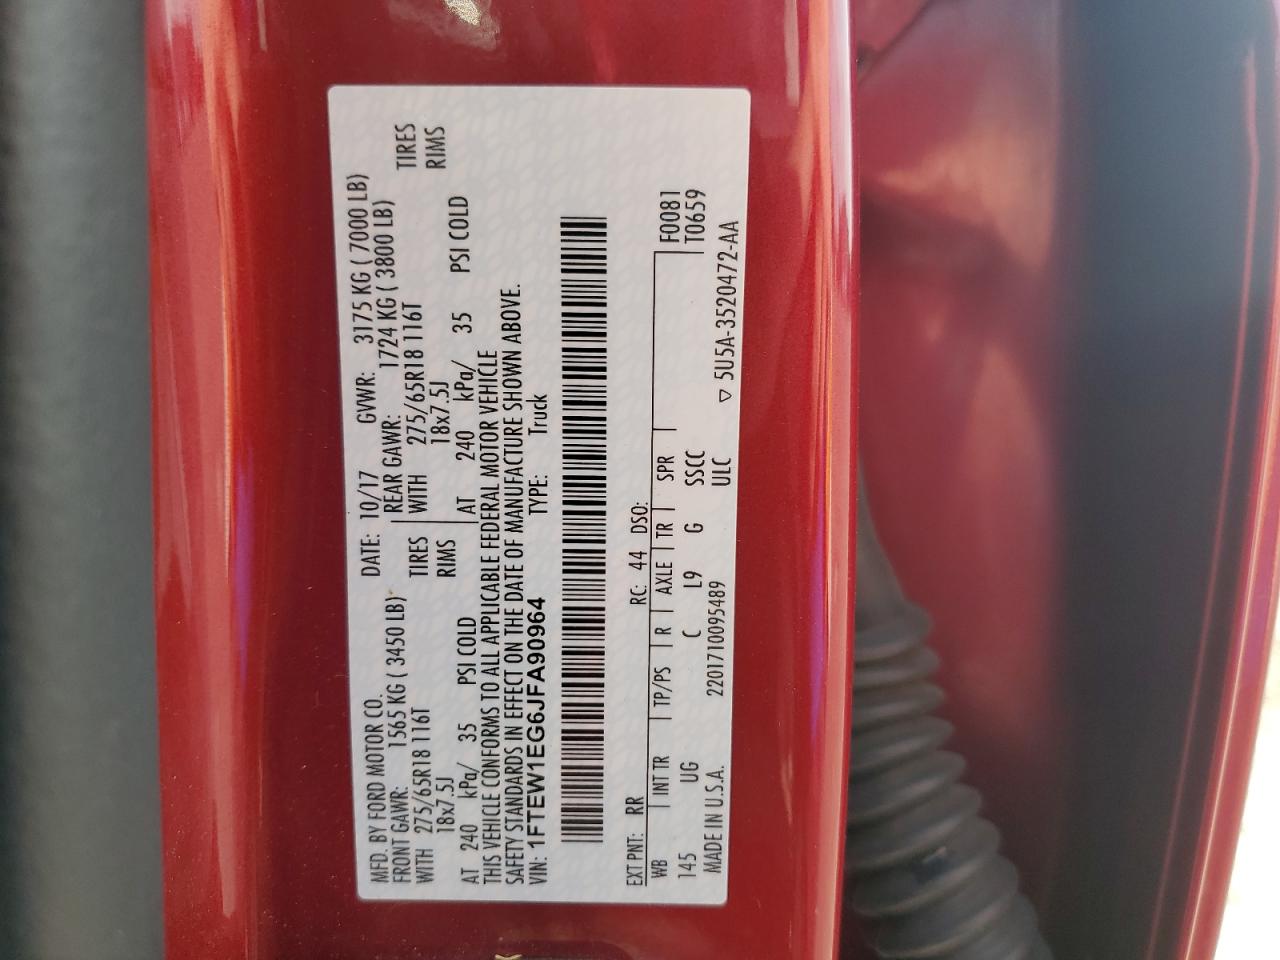 MFD. BY FORD MOTOR CO. DATE: 10/17 GVWR: 3175 KG ( 7000 LB)
FRONT GAWR: 1565 KG ( 3450 LB) REAR GAWR: 1724 KG ( 3800 LB)
WITH 275/65R18 116T TIRES WITH 275/65R18 116T TIRES
18x7.5J RIMS 18x7.5J RIMS
AT 240 kPa/ 35 PSI COLD AT 240 kPa/ 35 PSI COLD
THIS VEHICLE CONFORMS TO ALL APPLICABLE FEDERAL MOTOR VEHICLE
SAFETY STANDARDS IN EFFECT ON THE DATE OF MANUFACTURE SHOWN ABOVE.
VIN: 1FTEW1EG6JFA90964 TYPE: Truck
EXT PNT: RR RC: 44 DSO:
WB INT TR TP/PS R AXLE TR SPR F0081
145 UG C L9 G SSCC T0659
MADE IN U.S.A. 2201710095489 ULC ▽ 5U5A-3520472-AA